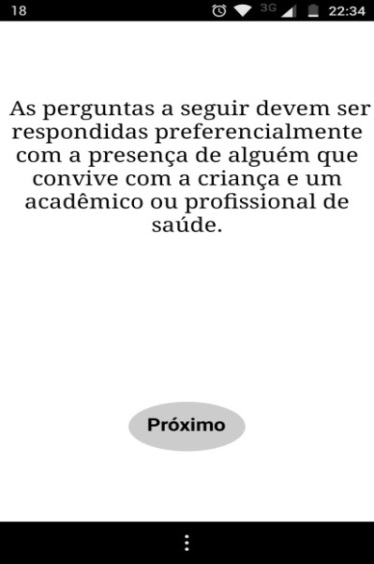 18
3G
22:34
As perguntas a seguir devem ser
respondidas preferencialmente
com a presença de alguém que
convive com a criança e um
acadêmico ou profissional de
saúde.
Próximo